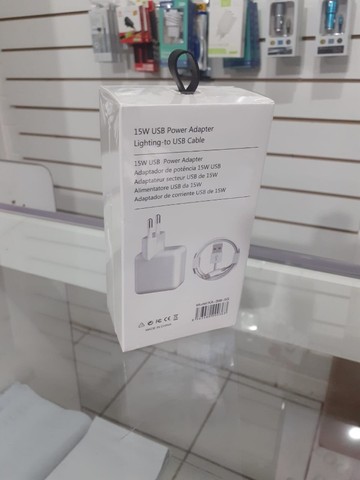 15W USB Power Adapter
Lighting-to USB Cable
15W USB Power Adapter
Adaptador de potência 15W USB
Adaptateur secteur USB de 15W
Alimentatore USB da 15W
Adaptador de corriente USB de 15W